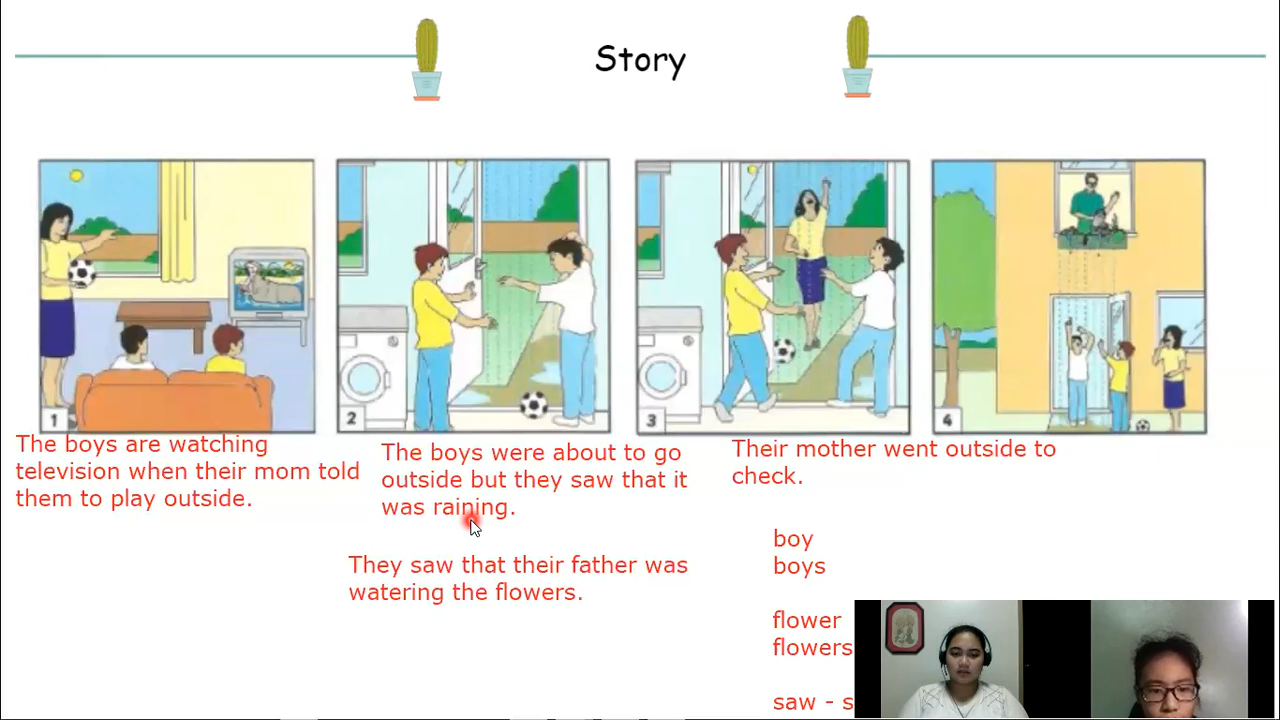 Story
1
2
3
4
The boys are watching
television when their mom told
them to play outside.
The boys were about to go
outside but they saw that it
was raining.
Their mother went outside to
check.
They saw that their father was
watering the flowers.
boy
boys
flower
flowers
saw - s